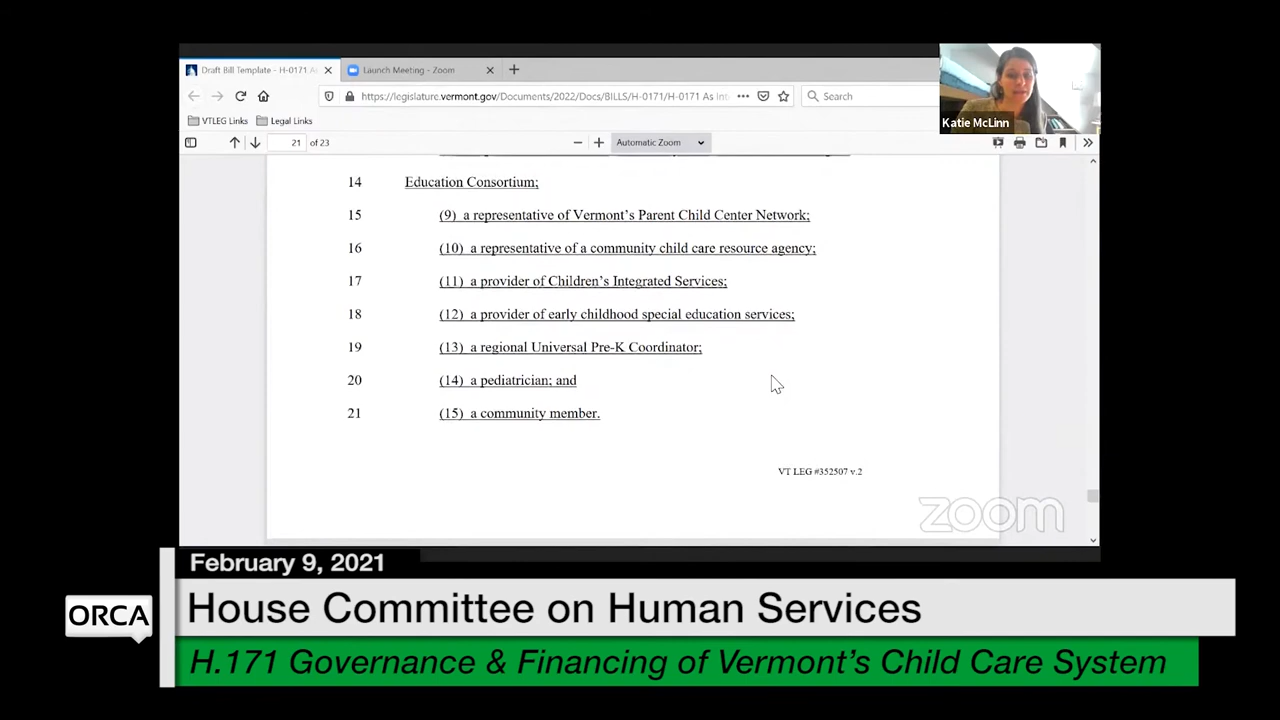 Draft Bill Template - H-0171 As
Launch Meeting - Zoom
https://legislature.vermont.gov/Documents/2022/Docs/BILLS/H-0171/H-0171 As Int
Search
VTLEG Links
Legal Links
21 of 23
Automatic Zoom
Katie McLinn
14 Education Consortium;
15 (9) a representative of Vermont's Parent Child Center Network;
16 (10) a representative of a community child care resource agency;
17 (11) a provider of Children's Integrated Services;
18 (12) a provider of early childhood special education services;
19 (13) a regional Universal Pre-K Coordinator;
20 (14) a pediatrician; and
21 (15) a community member.
VT LEG #352507 v.2
zoom
February 9, 2021
ORCA
House Committee on Human Services
H.171 Governance & Financing of Vermont's Child Care System